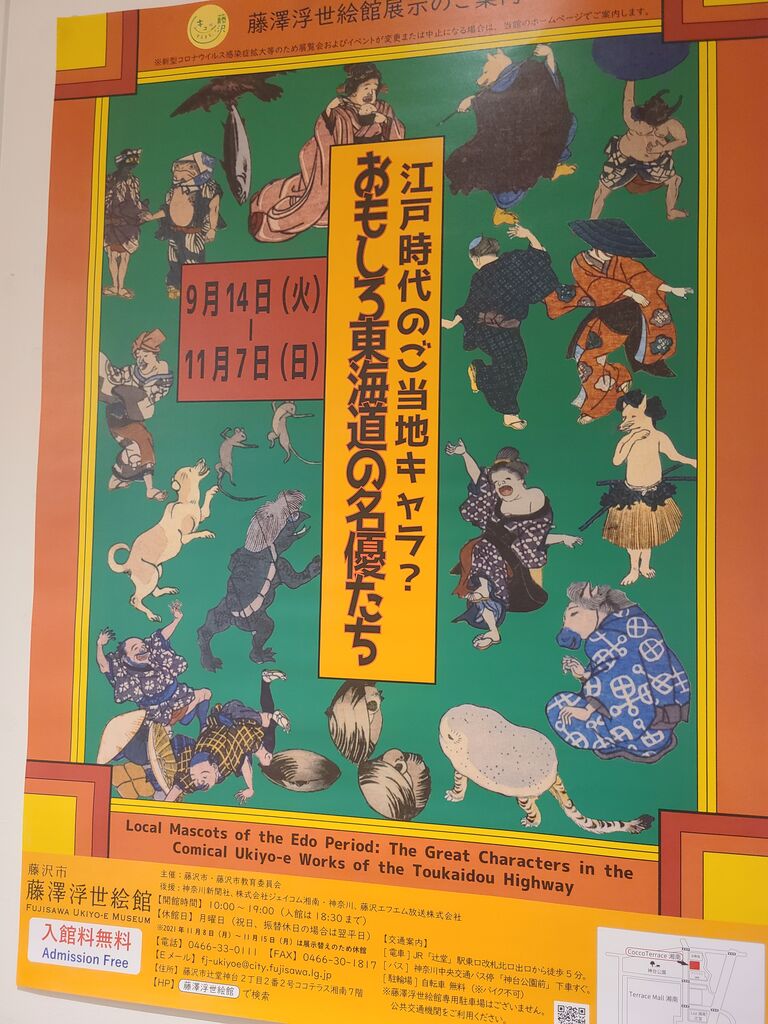 藤澤浮世絵館展示のご案内
※新型コロナウイルス感染症拡大等のため展覧会およびイベントが変更または中止になる場合は、当館のホームページでご案内します。
江戸時代のご当地キャラ?
おもしろ東海道の名優たち
9月14日(火)
|
11月7日(日)
Local Mascots of the Edo Period: The Great Characters in the
Comical Ukiyo-e Works of the Toukaidou Highway
藤沢市
藤澤浮世絵館
FUJISAWA UKIYO-E MUSEUM
入館料無料
Admission Free
主催:藤沢市・藤沢市教育委員会
後援:神奈川新聞社、株式会社ジェイコム湘南・神奈川、藤沢エフエム放送株式会社
【開館時間】10:00~19:00(入館は18:30まで)
【休館日】月曜日(祝日、振替休日の場合は翌平日)
※2021年11月8日(月)~11月15日(月)は展示替えのため休館
【電話】0466-33-0111 【FAX】0466-30-1817
【Eメール】fj-ukiyoe@city.fujisawa.lg.jp
【住所】藤沢市辻堂神台2丁目2番2号ココテラス湘南7階
【HP】藤澤浮世絵館 で検索
【交通案内】
[電車]JR「辻堂」駅東口改札北口出口から徒歩5分。
[バス]神奈川中央交通バス停「神台公園前」下車すぐ。
[駐輪場]自転車 無料(※バイク不可)
※藤澤浮世絵館専用駐車場はございません。
公共交通機関をご利用ください。
CoccoTerrace 湘南
神台公園
Terrace Mall 湘南